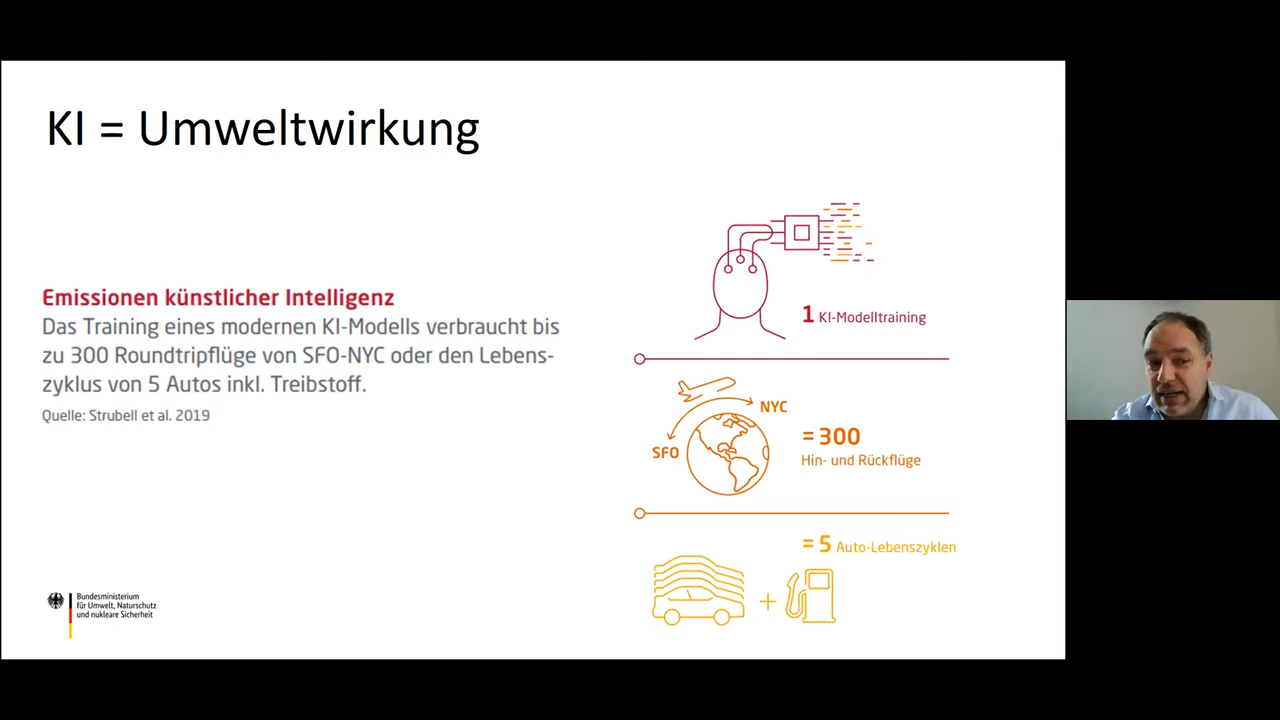 KI = Umweltwirkung
Emissionen künstlicher Intelligenz
Das Training eines modernen KI-Modells verbraucht bis
zu 300 Roundtripflüge von SFO-NYC oder den Lebens-
zyklus von 5 Autos inkl. Treibstoff.
Quelle: Strubell et al. 2019
1 KI-Modelltraining
NYC
SFO
= 300
Hin- und Rückflüge
= 5 Auto-Lebenszyklen
Bundesministerium
für Umwelt, Naturschutz
und nukleare Sicherheit